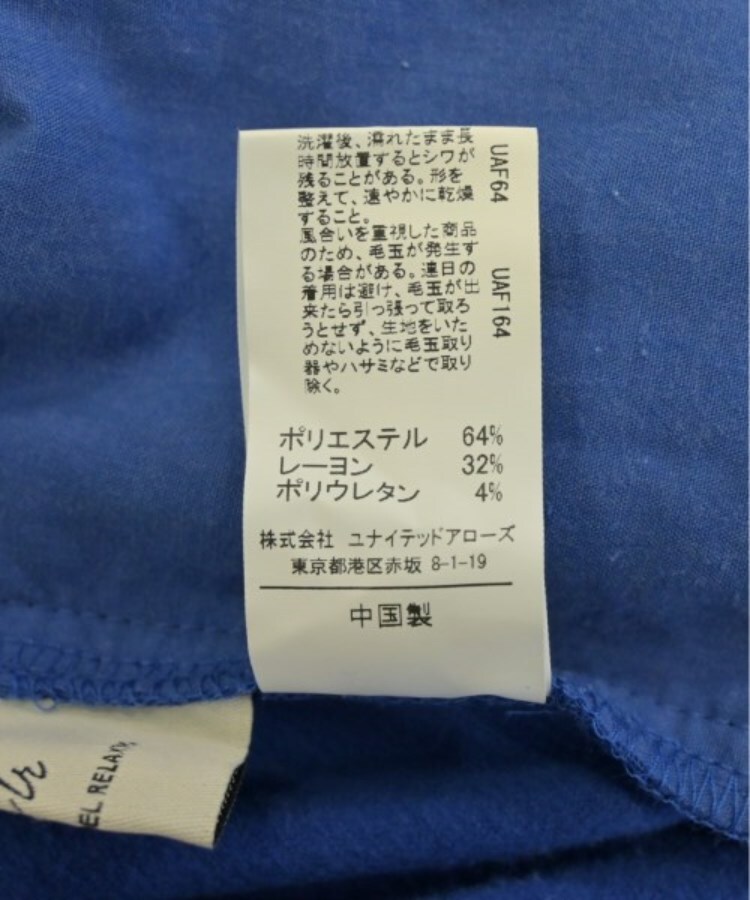 洗濯後、濡れたまま長
時間放置するとシワが
残ることがある。形を
整えて、速やかに乾燥
すること。
風合いを重視した商品
のため、毛玉が発生す
る場合がある。連日の
着用は避け、毛玉が出
来たら引っ張って取ろ
うとせず、生地をいた
めないように毛玉取り
器やハサミなどで取り
除く。
UAF64
UAF164
ポリエステル 64%
レーヨン 32%
ポリウレタン 4%
株式会社 ユナイテッドアローズ
東京都港区赤坂 8-1-19
中国製